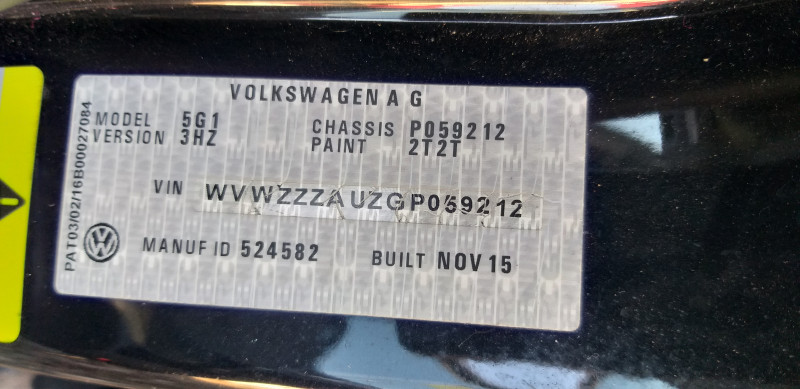 VOLKSWAGEN A G
MODEL 5G1 CHASSIS P059212
VERSION 3HZ PAINT 2T2T
VIN WVWZZZAUZGP059212
MANUF ID 524582 BUILT NOV 15
PAT03/02/16B00027084